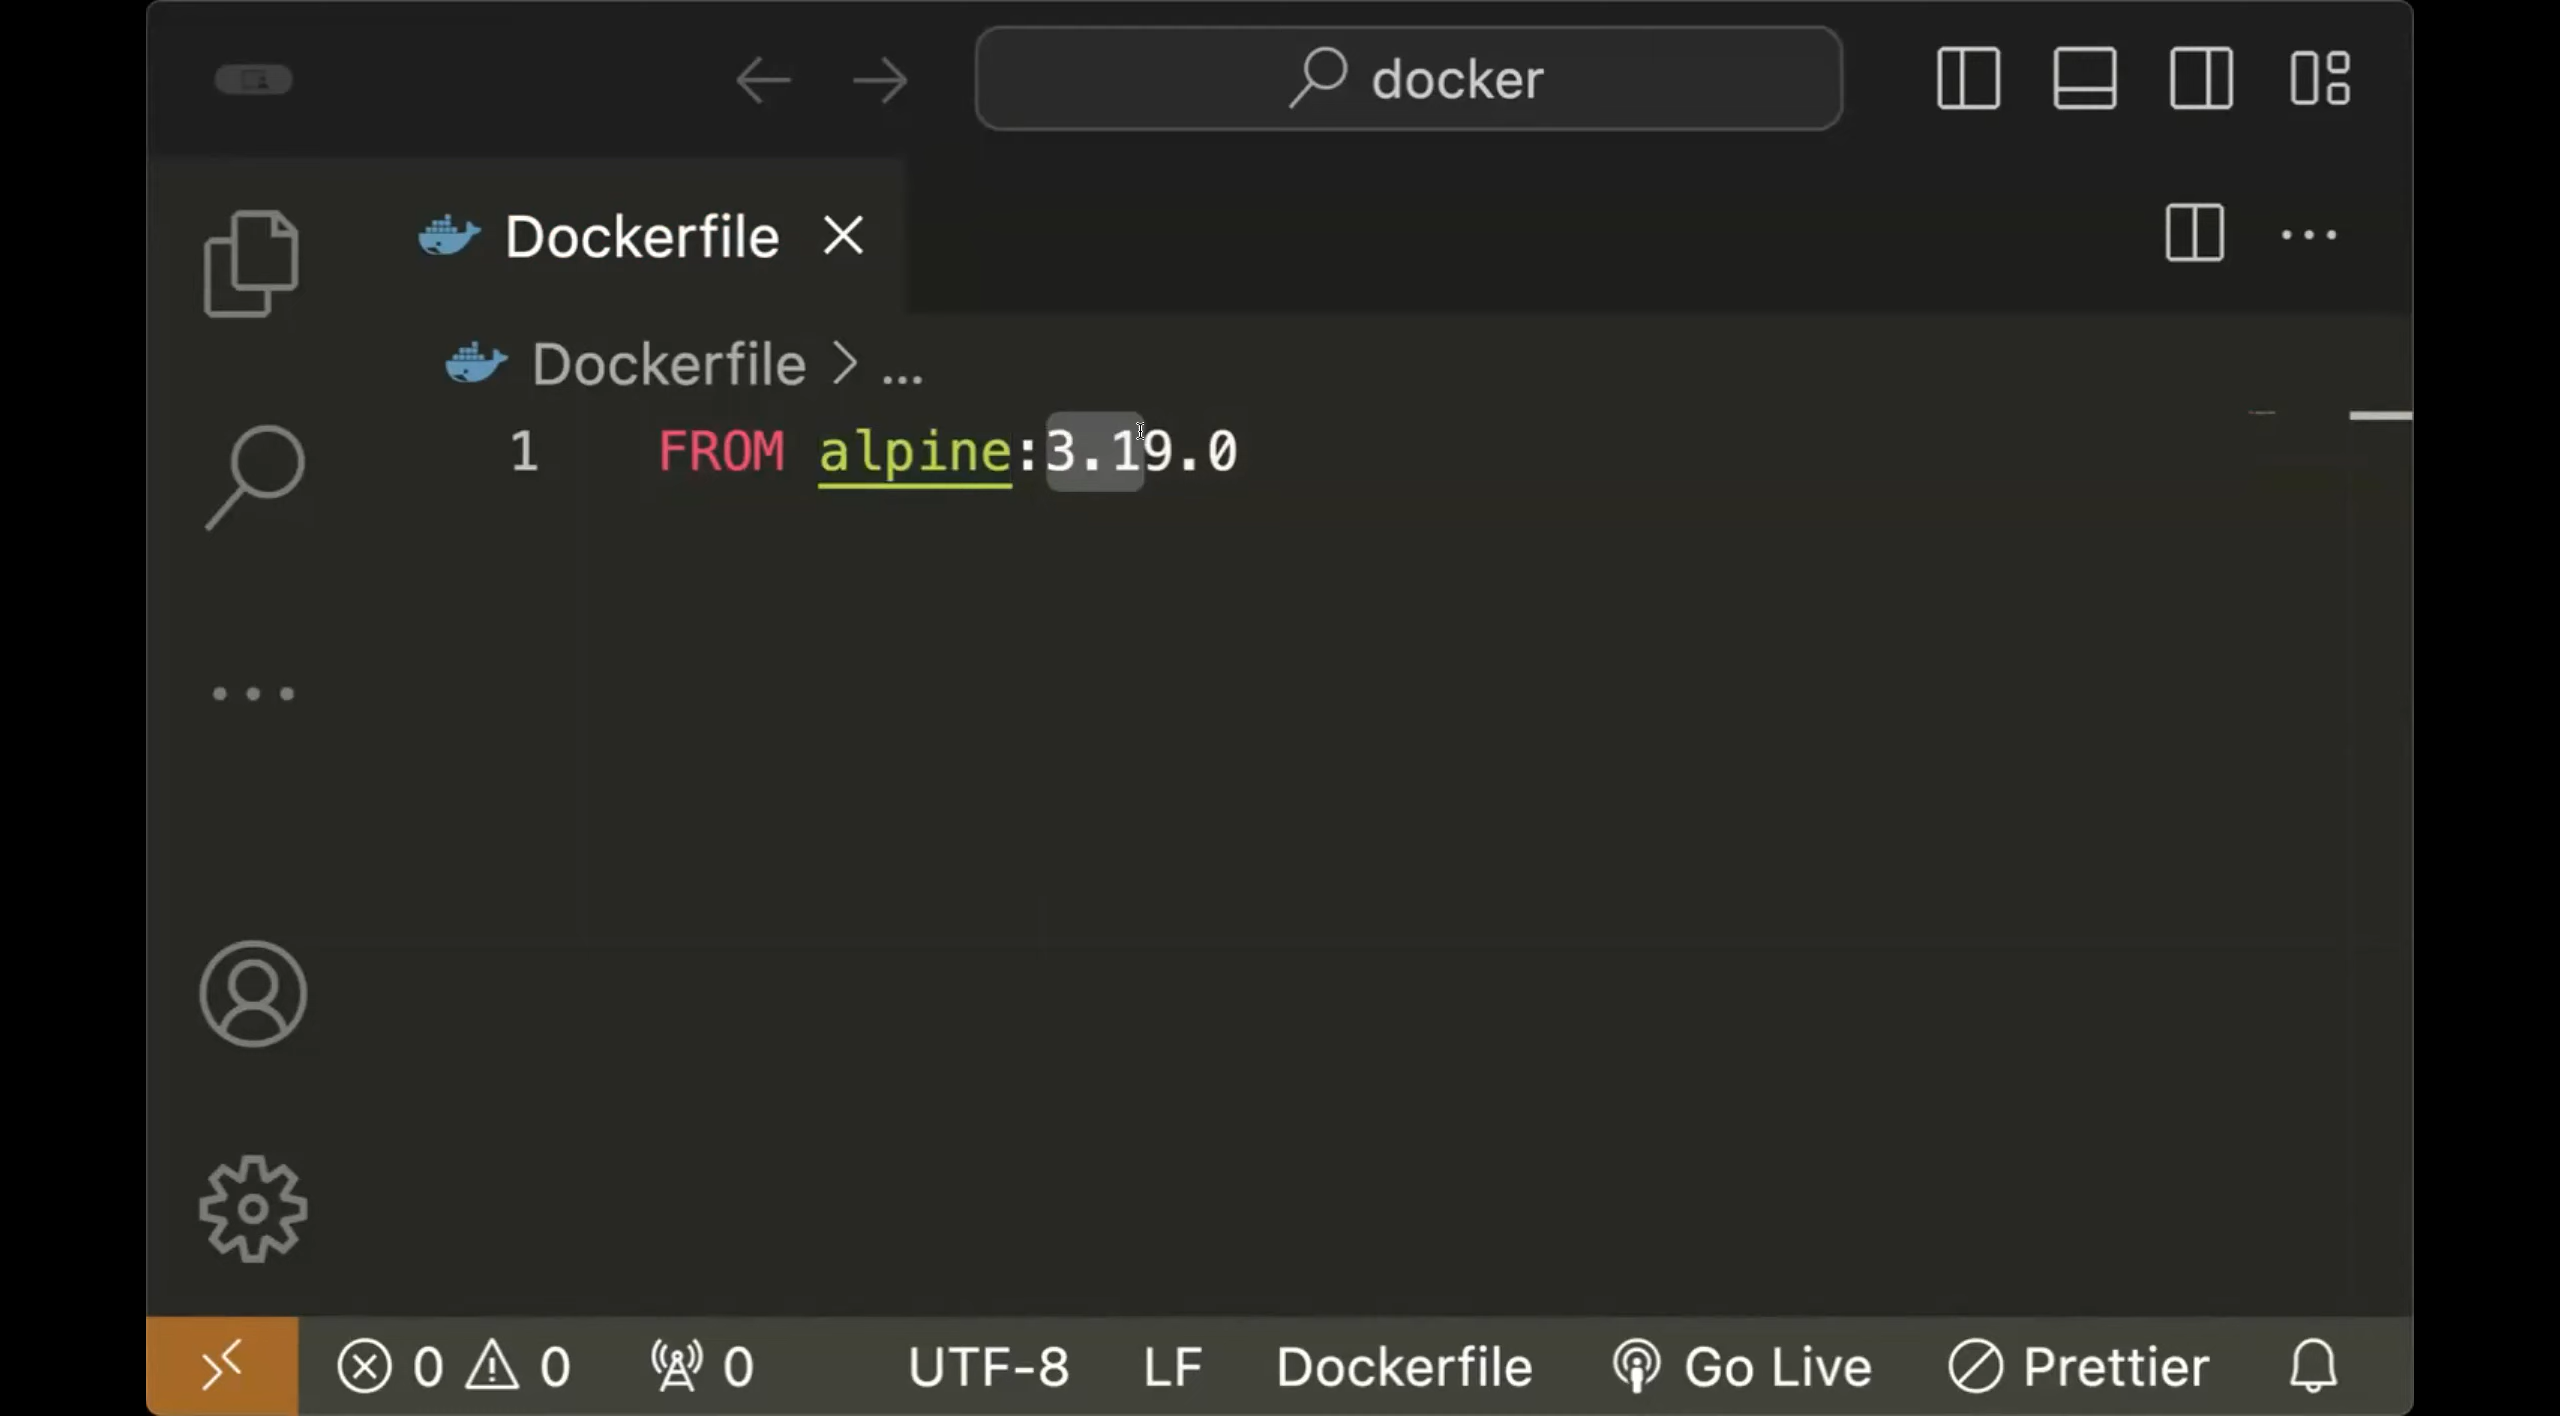 docker
Dockerfile
Dockerfile > ...
1 FROM alpine:3.19.0
0 0 0 UTF-8 LF Dockerfile Go Live Prettier